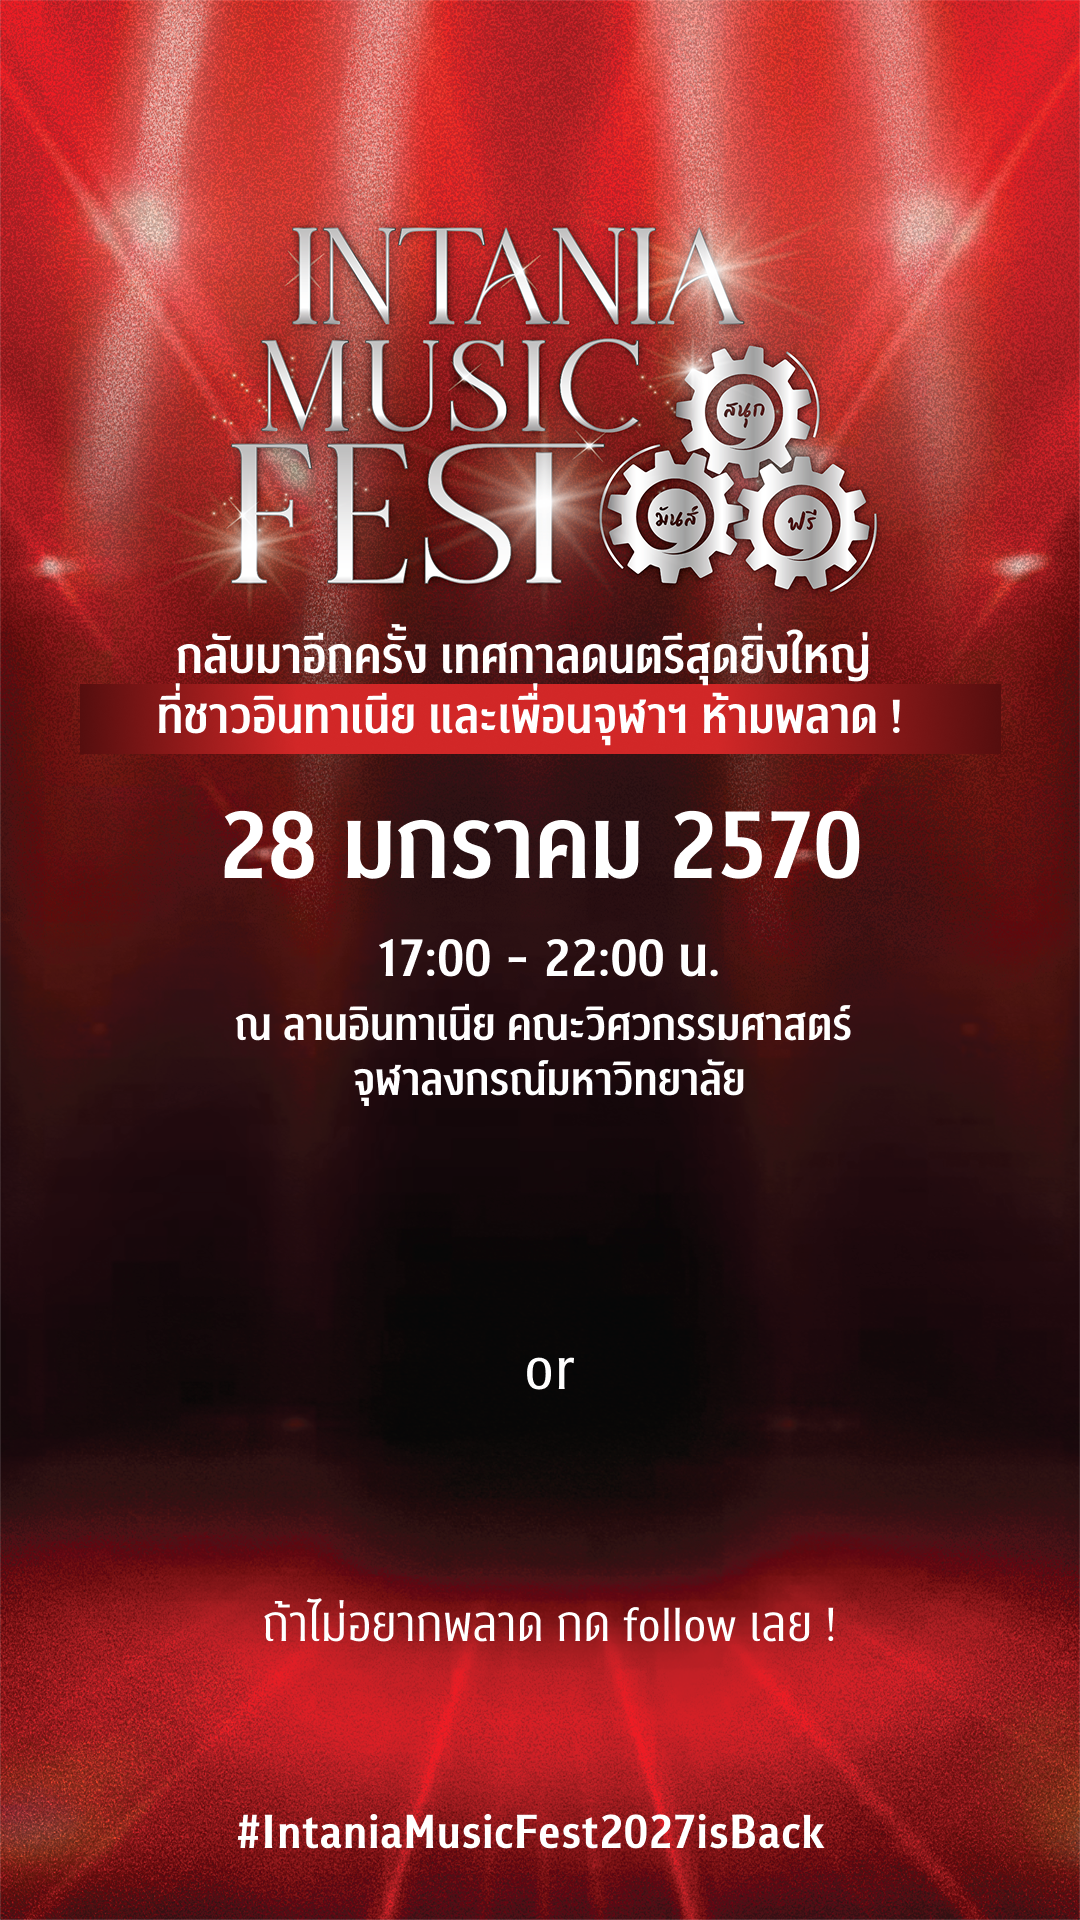 INTANIA
MUSIC
FEST
สนุก
มันส์
ฟรี
กลับมาอีกครั้ง เทศกาลดนตรีสุดยิ่งใหญ่
ที่ชาวอินทาเนีย และเพื่อนจุฬาฯ ห้ามพลาด !
28 มกราคม 2570
17:00 - 22:00 น.
ณ ลานอินทาเนีย คณะวิศวกรรมศาสตร์
จุฬาลงกรณ์มหาวิทยาลัย
or
ถ้าไม่อยากพลาด กด follow เลย !
#IntaniaMusicFest2027isBack